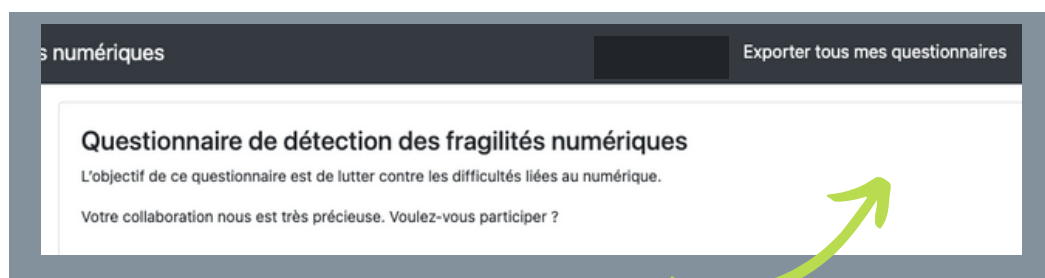 s numériques
Exporter tous mes questionnaires
Questionnaire de détection des fragilités numériques
L'objectif de ce questionnaire est de lutter contre les difficultés liées au numérique.
Votre collaboration nous est très précieuse. Voulez-vous participer ?